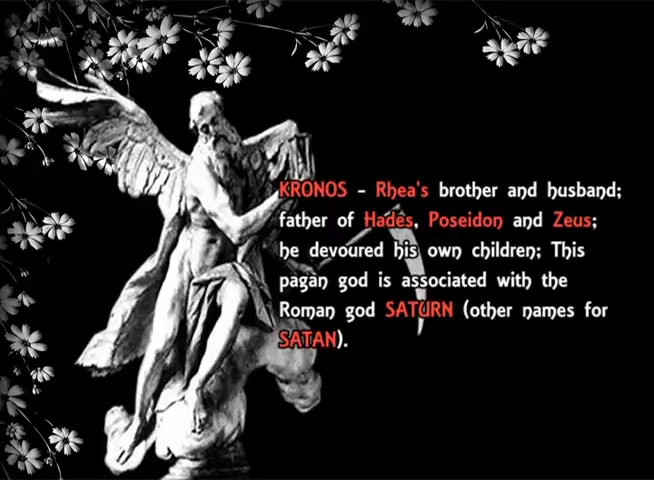 KRONOS - Rhea's brother and husband;
father of Hades, Poseidon and Zeus;
he devoured his own children; This
pagan god is associated with the
Roman god SATURN (other names for
SATAN).